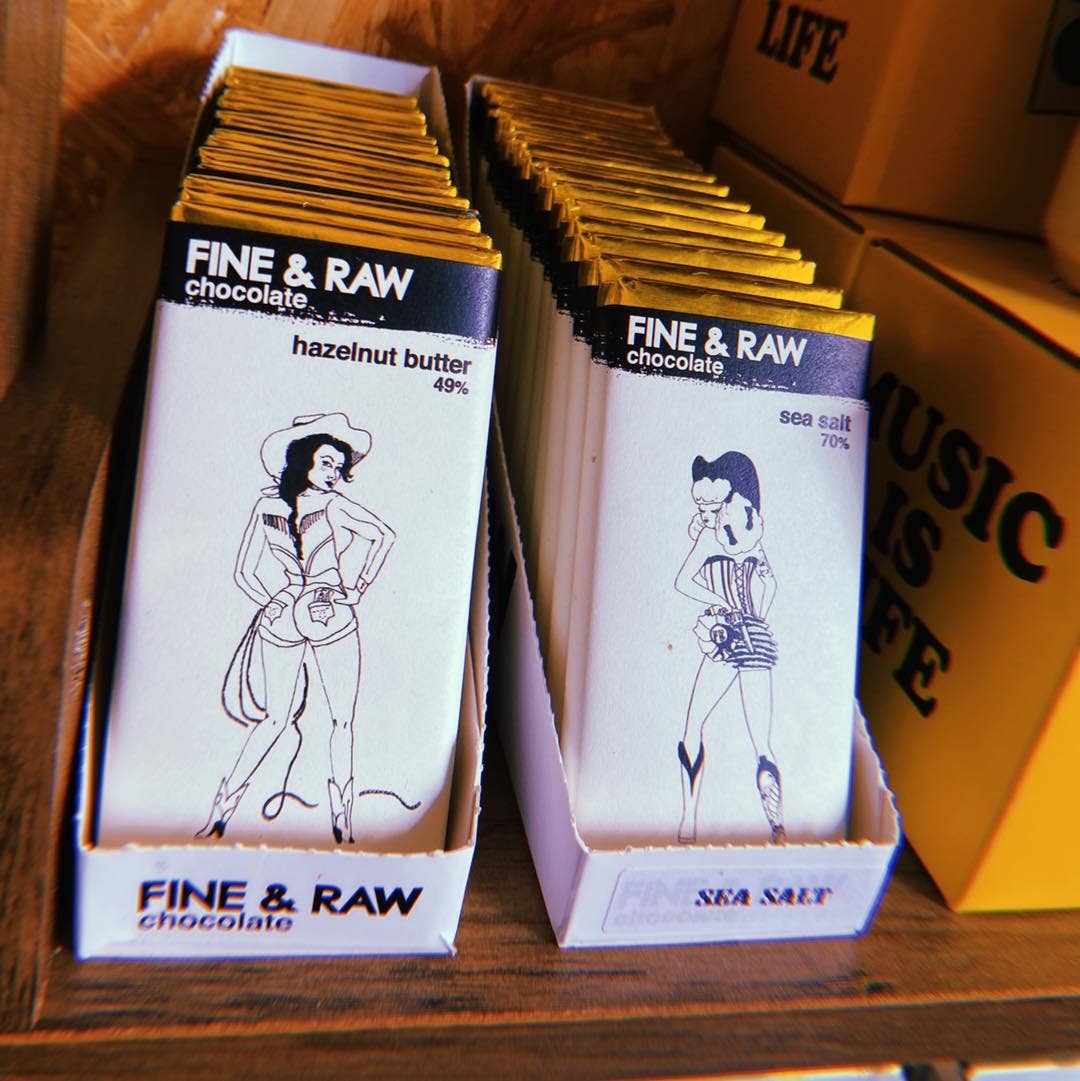 LIFE
FINE & RAW
chocolate
hazelnut butter
49%
FINE & RAW
chocolate
sea salt
70%
MUSIC
IS
LIFE
FINE & RAW
chocolate
SEA SALT